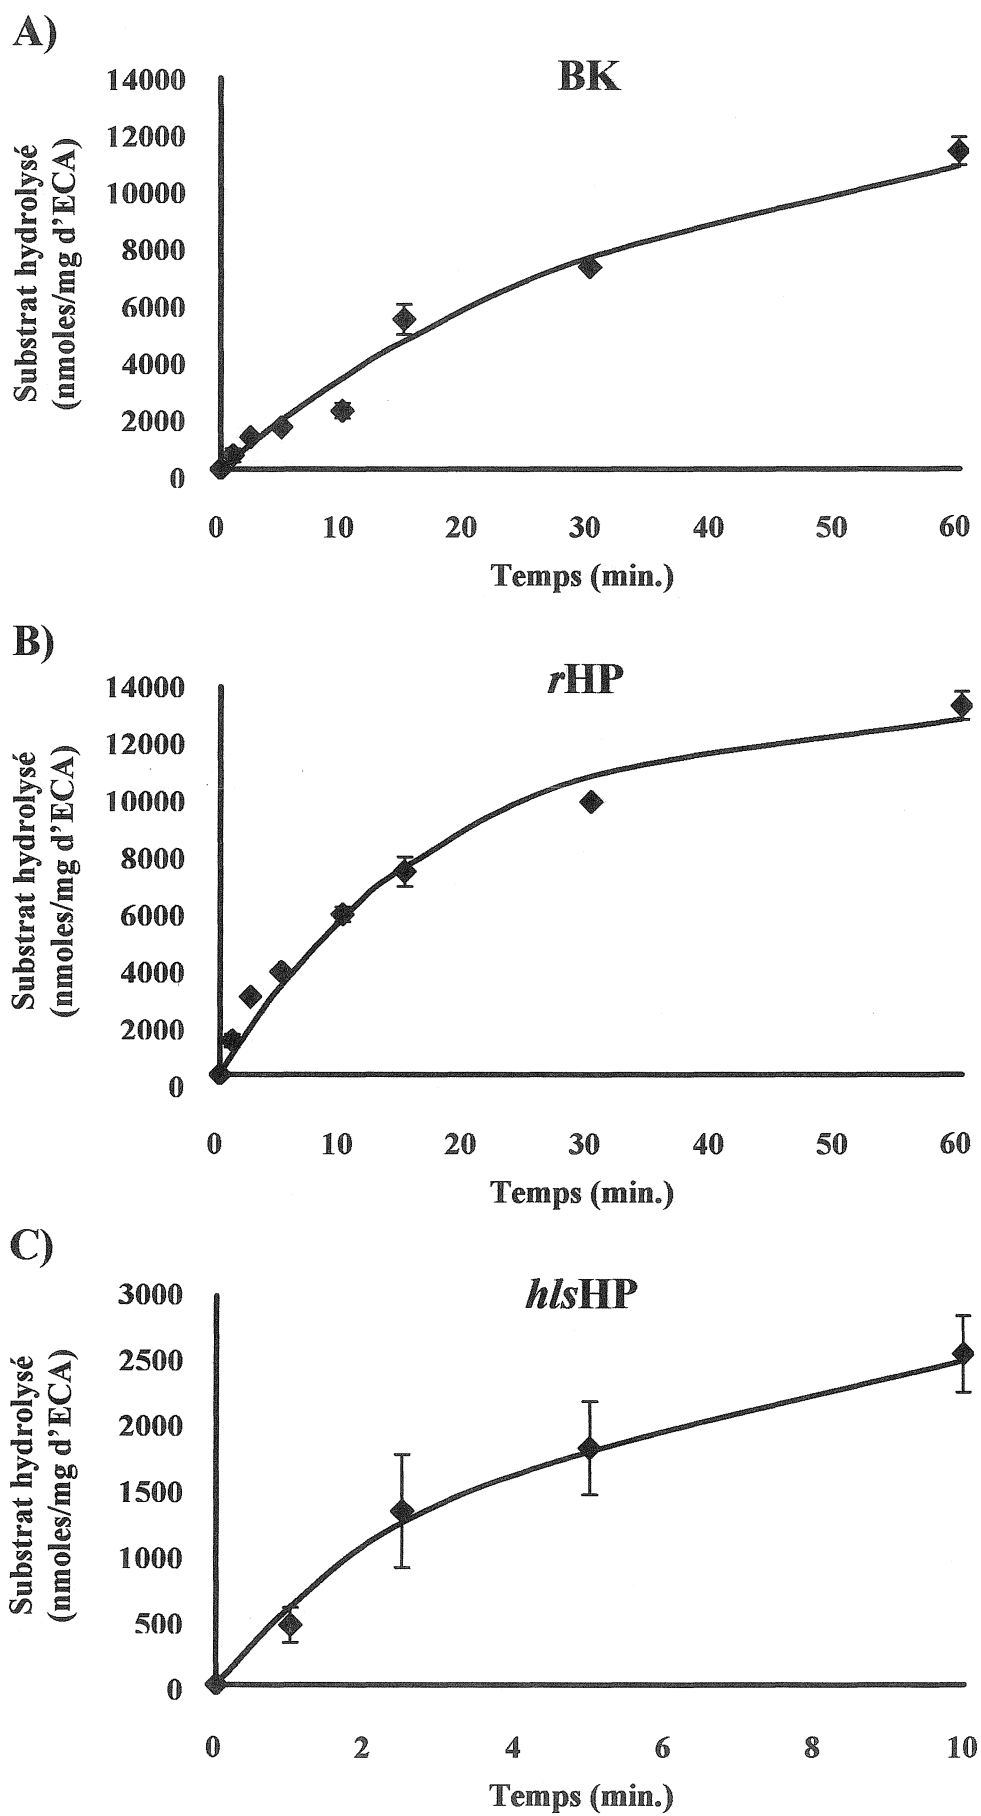 A)
BK
Substrat hydrolysé
(nmoles/mg d'ECA)
14000
12000
10000
8000
6000
4000
2000
0
0 10 20 30 40 50 60
Temps (min.)
B)
rHP
Substrat hydrolysé
(nmoles/mg d'ECA)
14000
12000
10000
8000
6000
4000
2000
0
0 10 20 30 40 50 60
Temps (min.)
C)
hlsHP
Substrat hydrolysé
(nmoles/mg d'ECA)
3000
2500
2000
1500
1000
500
0
0 2 4 6 8 10
Temps (min.)